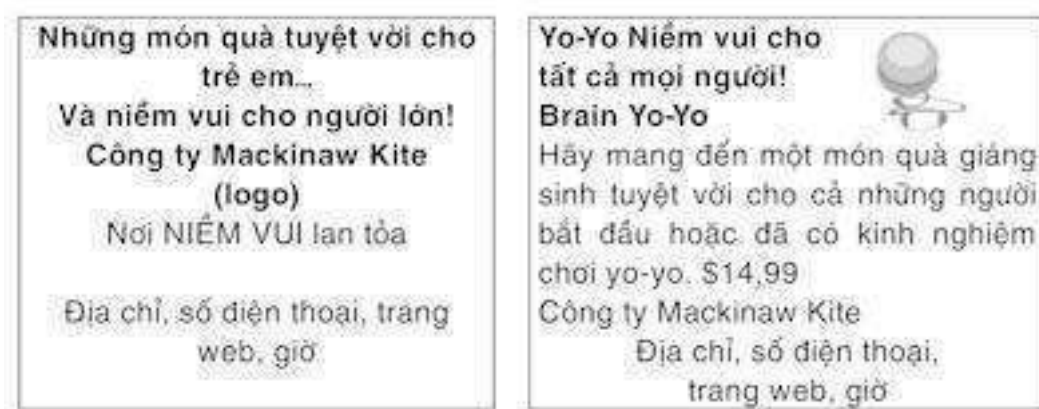 Những món quà tuyệt vời cho
trẻ em...
Và niềm vui cho người lớn!
Công ty Mackinaw Kite
(logo)
Nơi NIỀM VUI lan tỏa
Địa chỉ, số điện thoại, trang
web, giờ
Yo-Yo Niềm vui cho
tất cả mọi người!
Brain Yo-Yo
Hãy mang đến một món quà giáng
sinh tuyệt vời cho cả những người
bắt đầu hoặc đã có kinh nghiệm
chơi yo-yo. $14,99
Công ty Mackinaw Kite
Địa chỉ, số điện thoại,
trang web, giờ